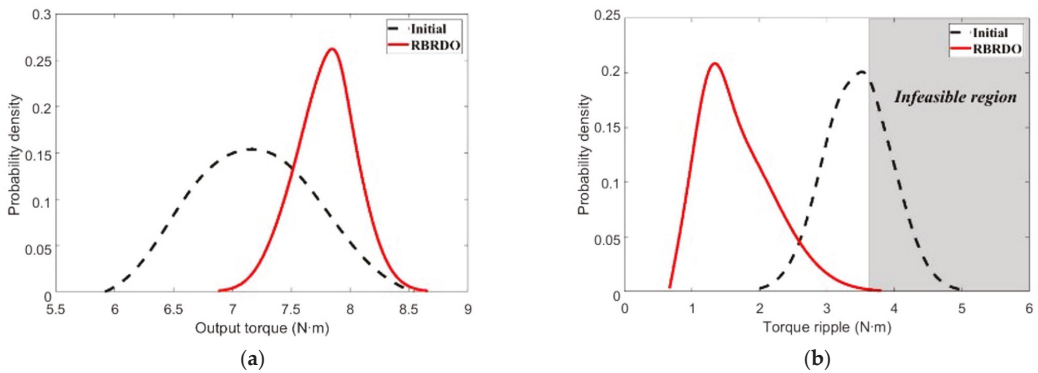 0.3
0.25
0.2
0.15
0.1
0.05
0
Probability density
5.5 6 6.5 7 7.5 8 8.5 9
Output torque (N·m)
Initial
RBRDO
(a)
0.25
0.20
0.15
0.10
0.05
0
Probability density
0 1 2 3 4 5 6
Torque ripple (N·m)
Initial
RBRDO
Infeasible region
(b)